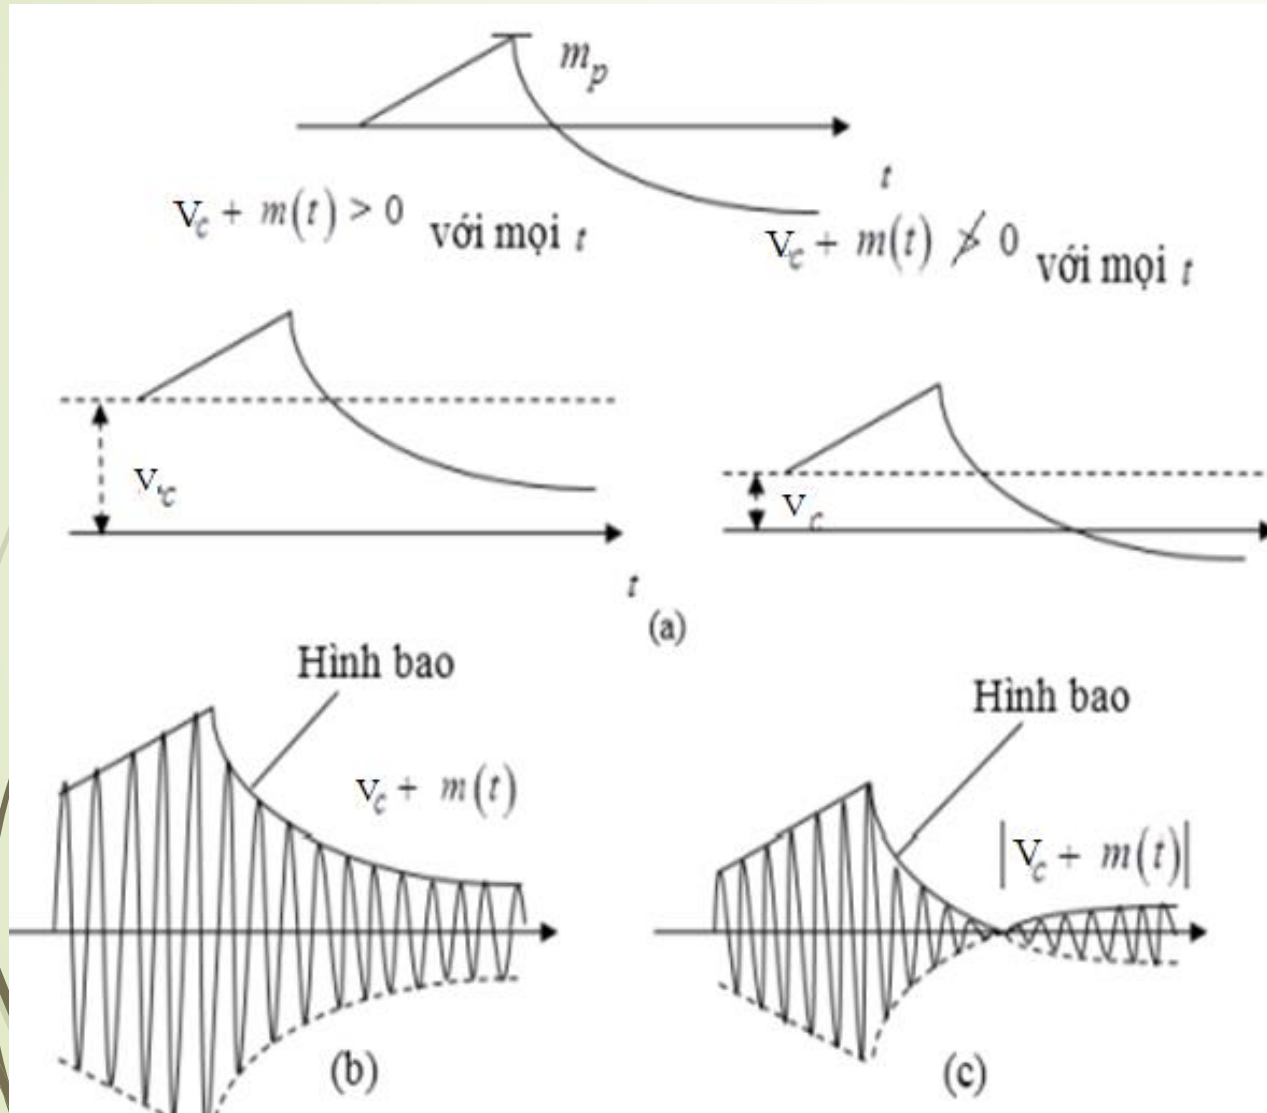 m_p
t
V_c + m(t) > 0 với mọi t
V_c + m(t) ≯ 0 với mọi t
V_c
V_c
t
(a)
Hình bao
Hình bao
V_c + m(t)
|V_c + m(t)|
(b)
(c)